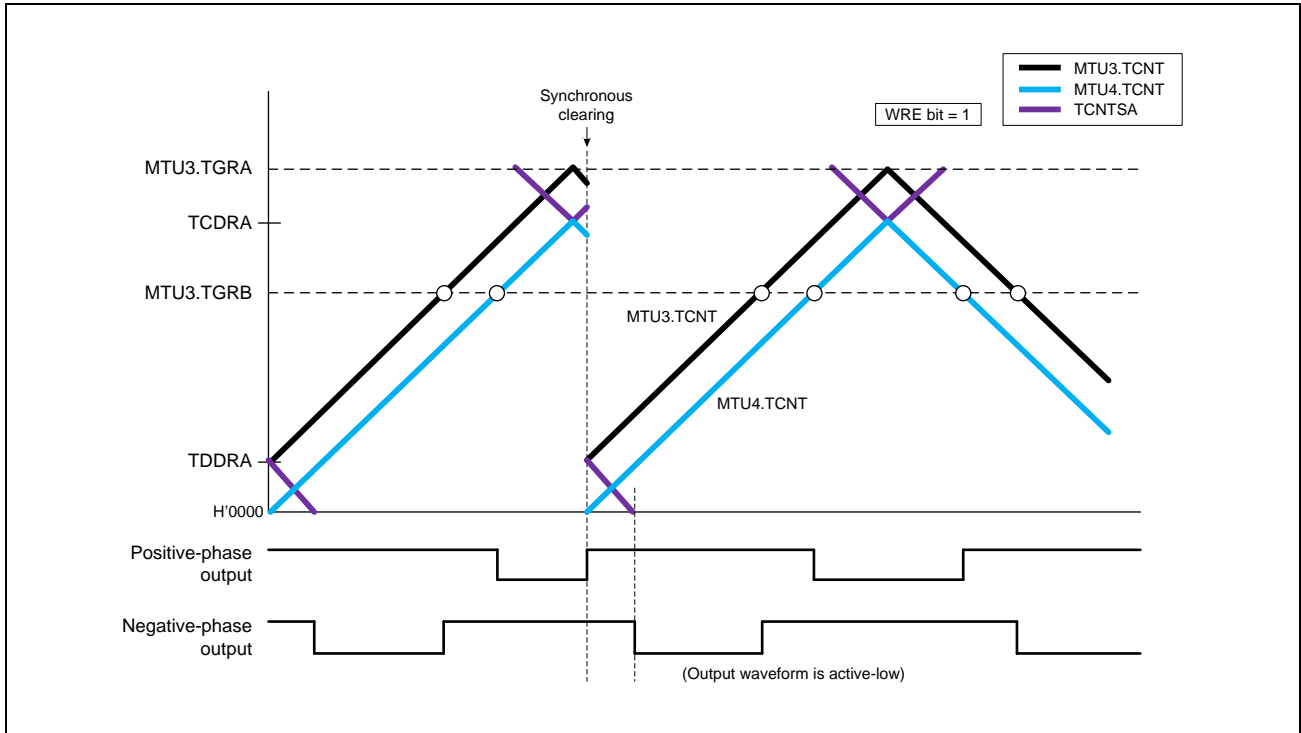 MTU3.TCNT
MTU4.TCNT
TCNTSA
Synchronous
clearing
WRE bit = 1
MTU3.TGRA
TCDRA
MTU3.TGRB
MTU3.TCNT
MTU4.TCNT
TDDRA
H'0000
Positive-phase
output
Negative-phase
output
(Output waveform is active-low)